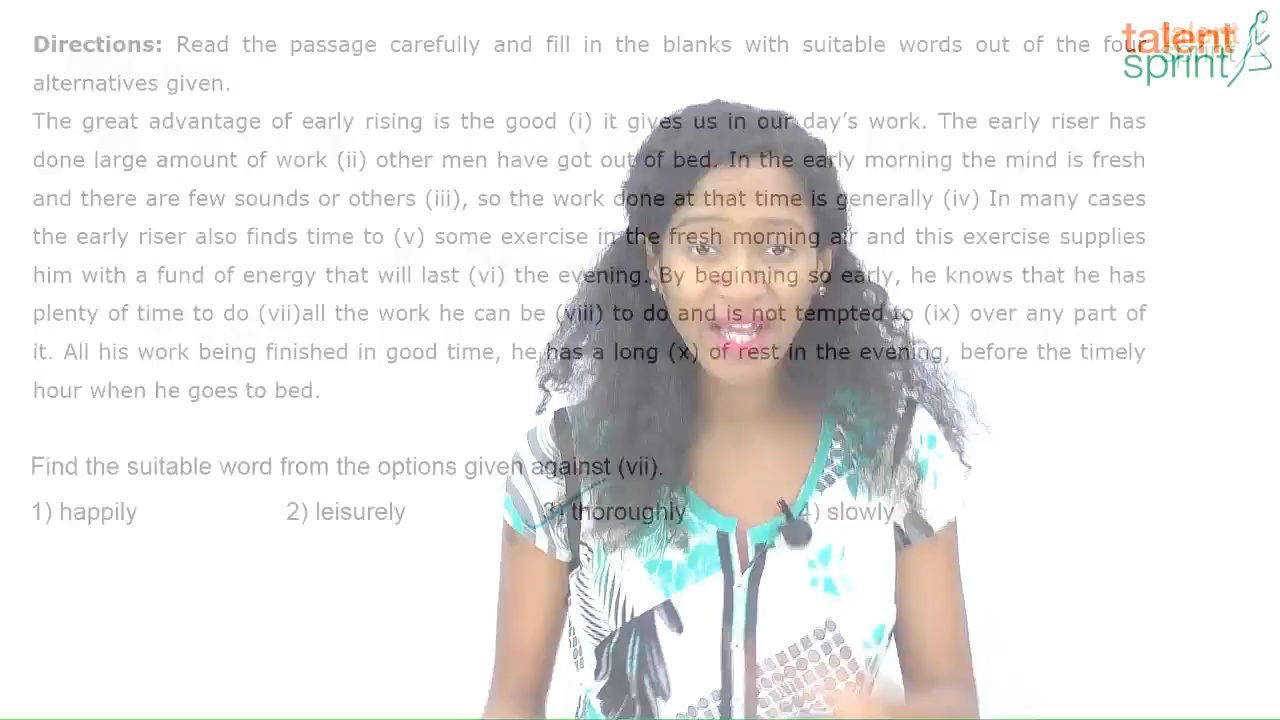 talent
sprint
Directions: Read the passage carefully and fill in the blanks with suitable words out of the four
alternatives given.
The great advantage of early rising is the good (i) it gives us in our day's work. The early riser has
done large amount of work (ii) other men have got out of bed. In the early morning the mind is fresh
and there are few sounds or others (iii), so the work done at that time is generally (iv) In many cases
the early riser also finds time to (v) some exercise in the fresh morning air and this exercise supplies
him with a fund of energy that will last (vi) the evening. By beginning so early, he knows that he has
plenty of time to do (vii)all the work he can be (viii) to do and is not tempted to (ix) over any part of
it. All his work being finished in good time, he has a long (x) of rest in the evening, before the timely
hour when he goes to bed.
Find the suitable word from the options given against (vii).
1) happily 2) leisurely 3) thoroughly 4) slowly